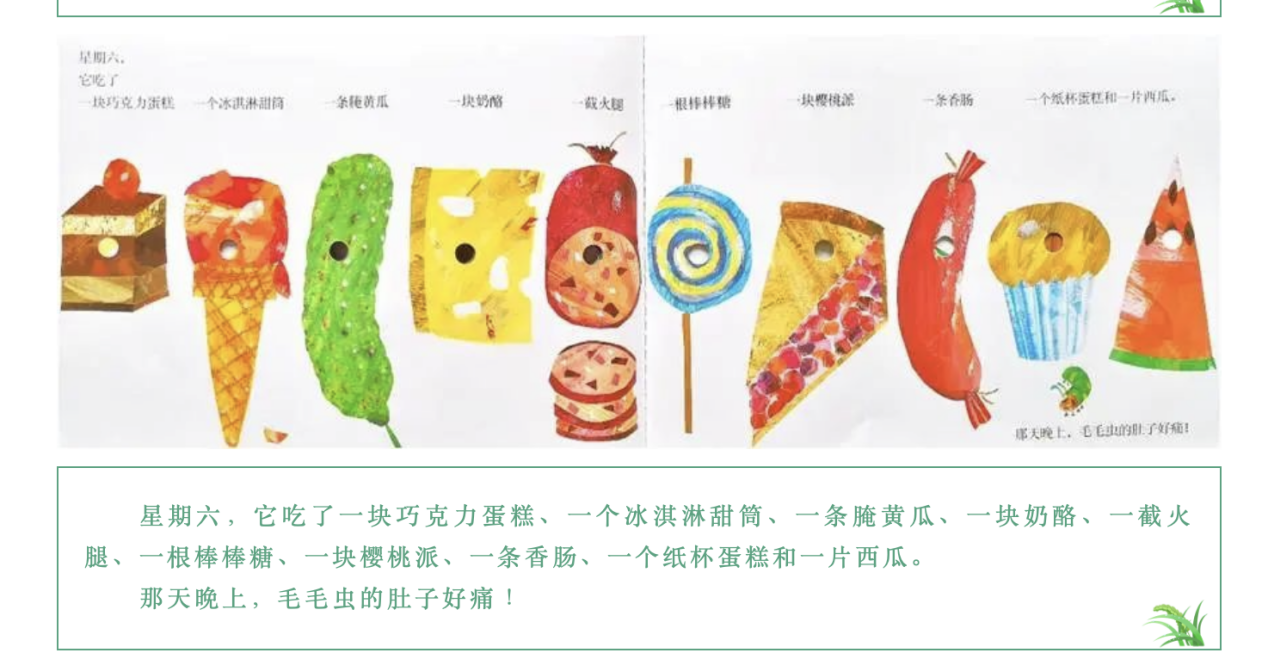 星期六，
它吃了
一块巧克力蛋糕 一个冰淇淋甜筒 一条腌黄瓜 一块奶酪 一截火腿 一根棒棒糖 一块樱桃派 一条香肠 一个纸杯蛋糕和一片西瓜。
那天晚上，毛毛虫的肚子好痛！
星期六，它吃了一块巧克力蛋糕、一个冰淇淋甜筒、一条腌黄瓜、一块奶酪、一截火
腿、一根棒棒糖、一块樱桃派、一条香肠、一个纸杯蛋糕和一片西瓜。
那天晚上，毛毛虫的肚子好痛！